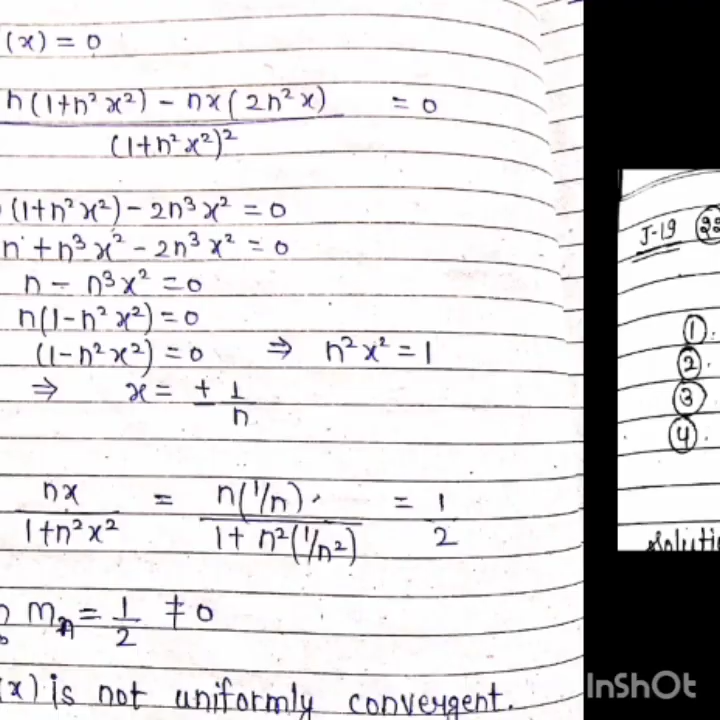 (x) = 0
n(1+n²x²) - nx(2n²x) / (1+n²x²)² = 0
(1+n²x²) - 2n³x² = 0
n + n³x² - 2n³x² = 0
n - n³x² = 0
n(1-n²x²) = 0
(1-n²x²) = 0 ⇒ n²x² = 1
⇒ x = ± 1/n
nx / 1+n²x² = n(1/n) / 1+n²(1/n²) = 1/2
Mn = 1/2 ≠ 0
(x) is not uniformly convergent.
J-19 22
1.
2.
3.
4.
InShOt